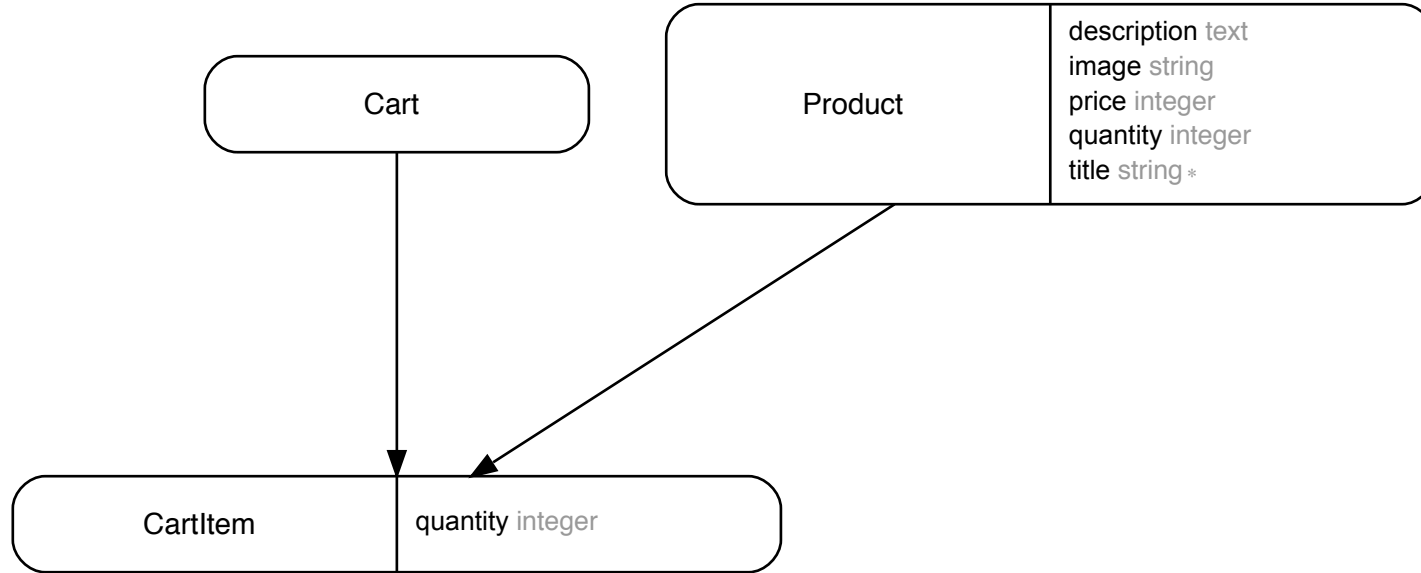 Cart
Product
description text
image string
price integer
quantity integer
title string *
CartItem
quantity integer